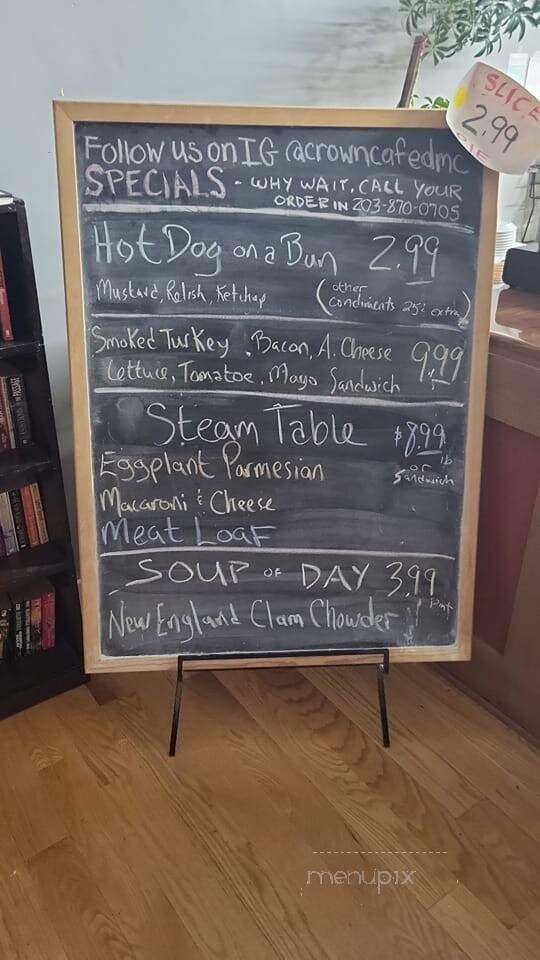 Follow us on IG @crowncafedmc
SPECIALS - WHY WAIT, CALL YOUR
ORDER IN 203-870-0705
Hot Dog on a Bun 2.99
Mustard, Relish, Ketchup (other condiments 25¢ extra)
Smoked Turkey, Bacon, A. Cheese 9.99
Lettuce, Tomatoe, Mayo Sandwich
Steam Table $8.99 lb
or Sandwich
Eggplant Parmesian
Macaroni & Cheese
Meat Loaf
SOUP OF DAY 3.99
Pint
New England Clam Chowder
SLICE
2.99
PIE
menupix